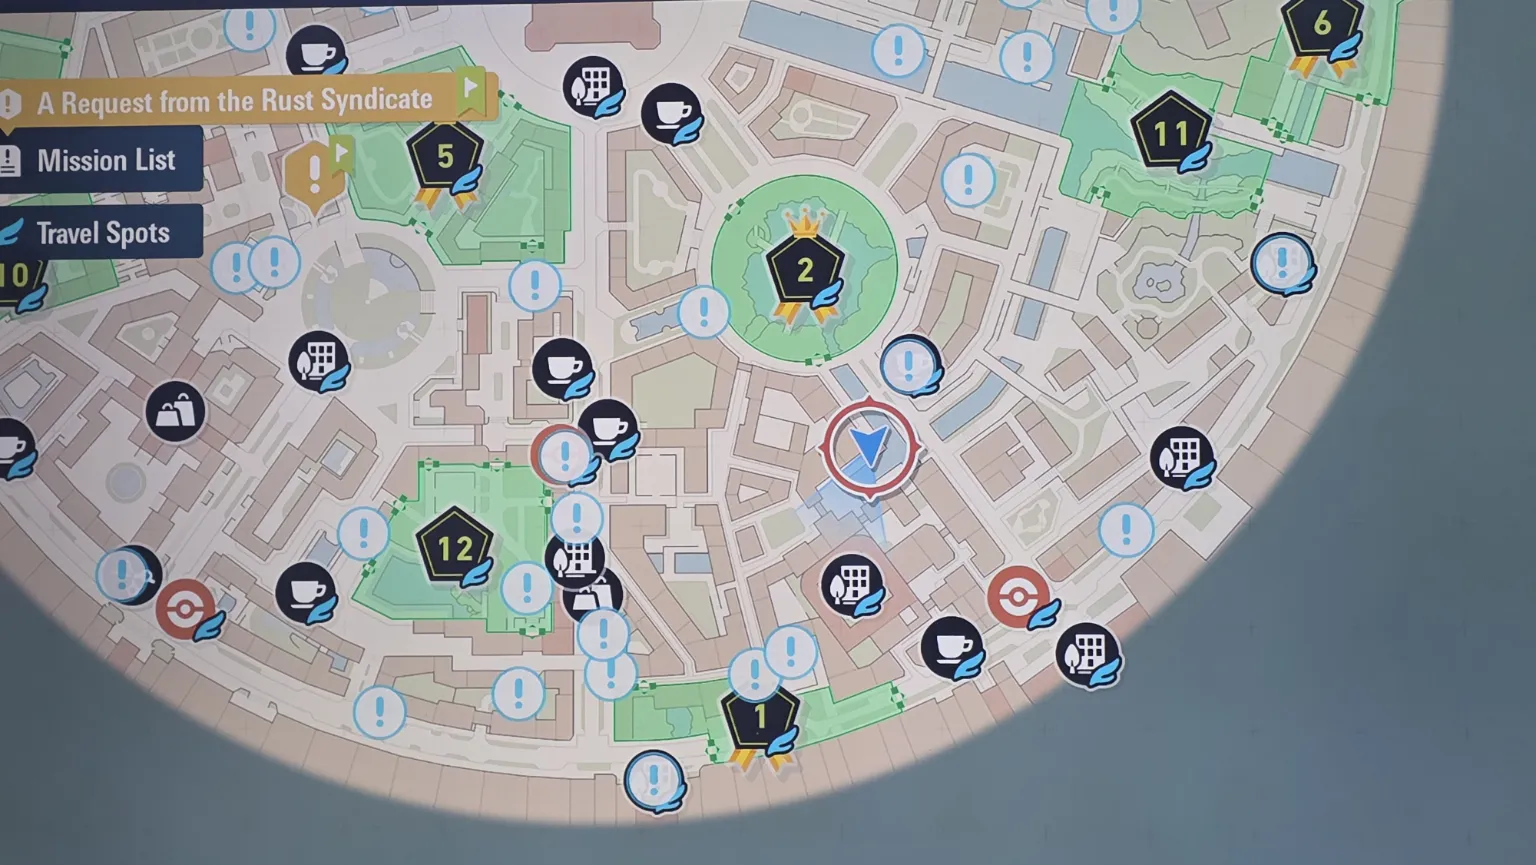 6
A Request from the Rust Syndicate
11
5
Mission List
Travel Spots
2
10
12
1